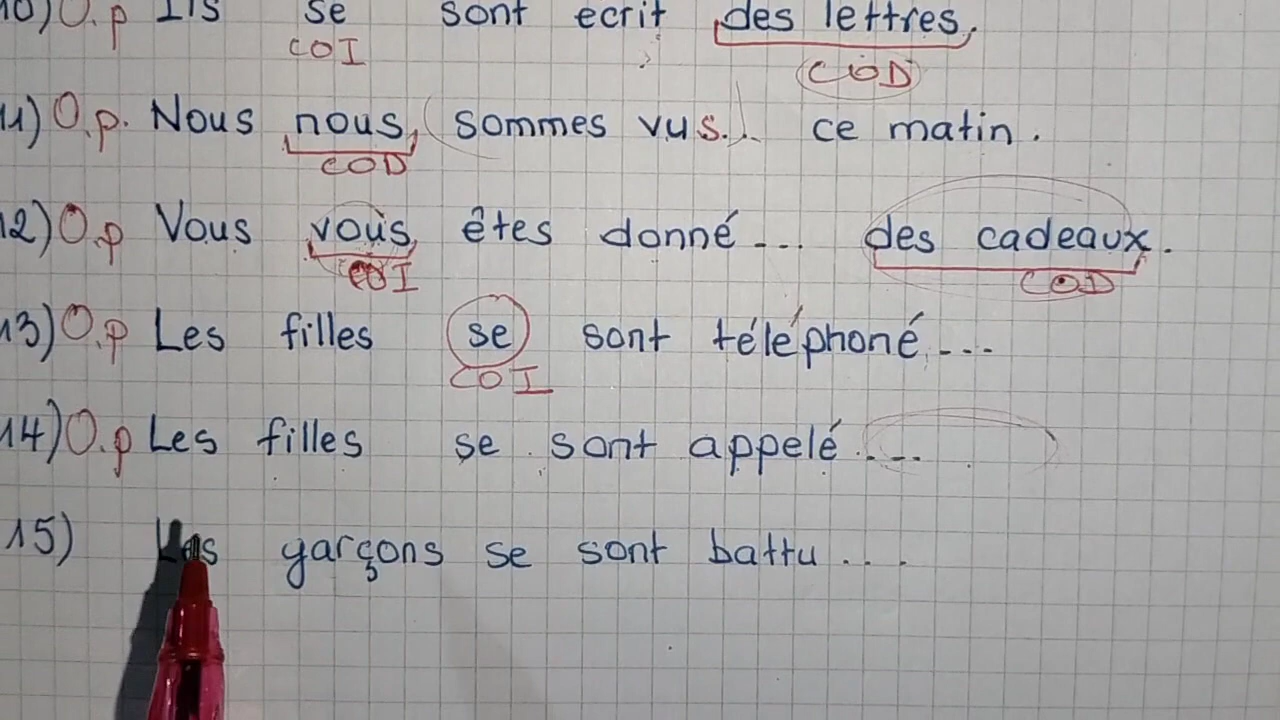 10) O.p Ils se sont ecrit des lettres,
COI COD
11) O.p. Nous nous, sommes vus... ce matin.
COD
12) O.p Vous vous, êtes donné... des cadeaux.
COI COD
13) O.p Les filles se sont téléphoné...
COI
14) O.p Les filles se sont appelé....
15) Les garçons se sont battu....